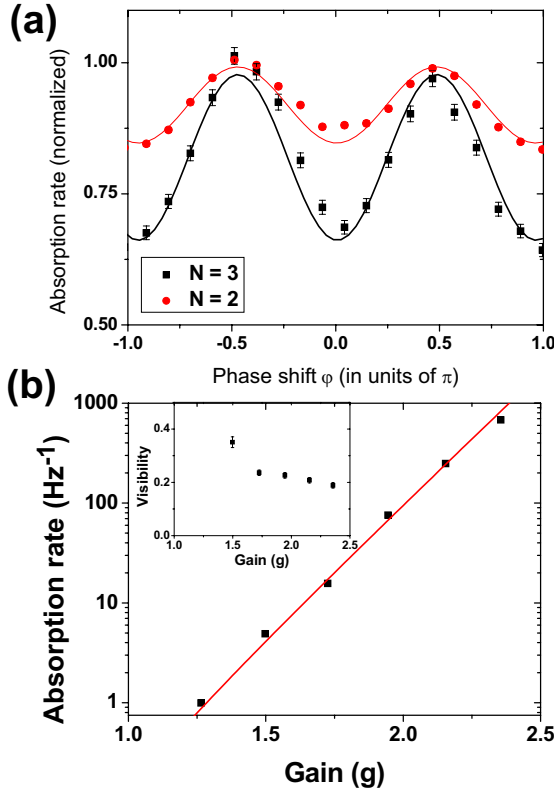 (a)
Absorption rate (normalized)
1.00
0.75
0.50
N = 3
N = 2
-1.0 -0.5 0.0 0.5 1.0
Phase shift φ (in units of π)
(b)
Absorption rate (Hz⁻¹)
1000
100
10
1
Visibility
0.4
0.2
0.0
1.0 1.5 2.0 2.5
Gain (g)
1.0 1.5 2.0 2.5
Gain (g)